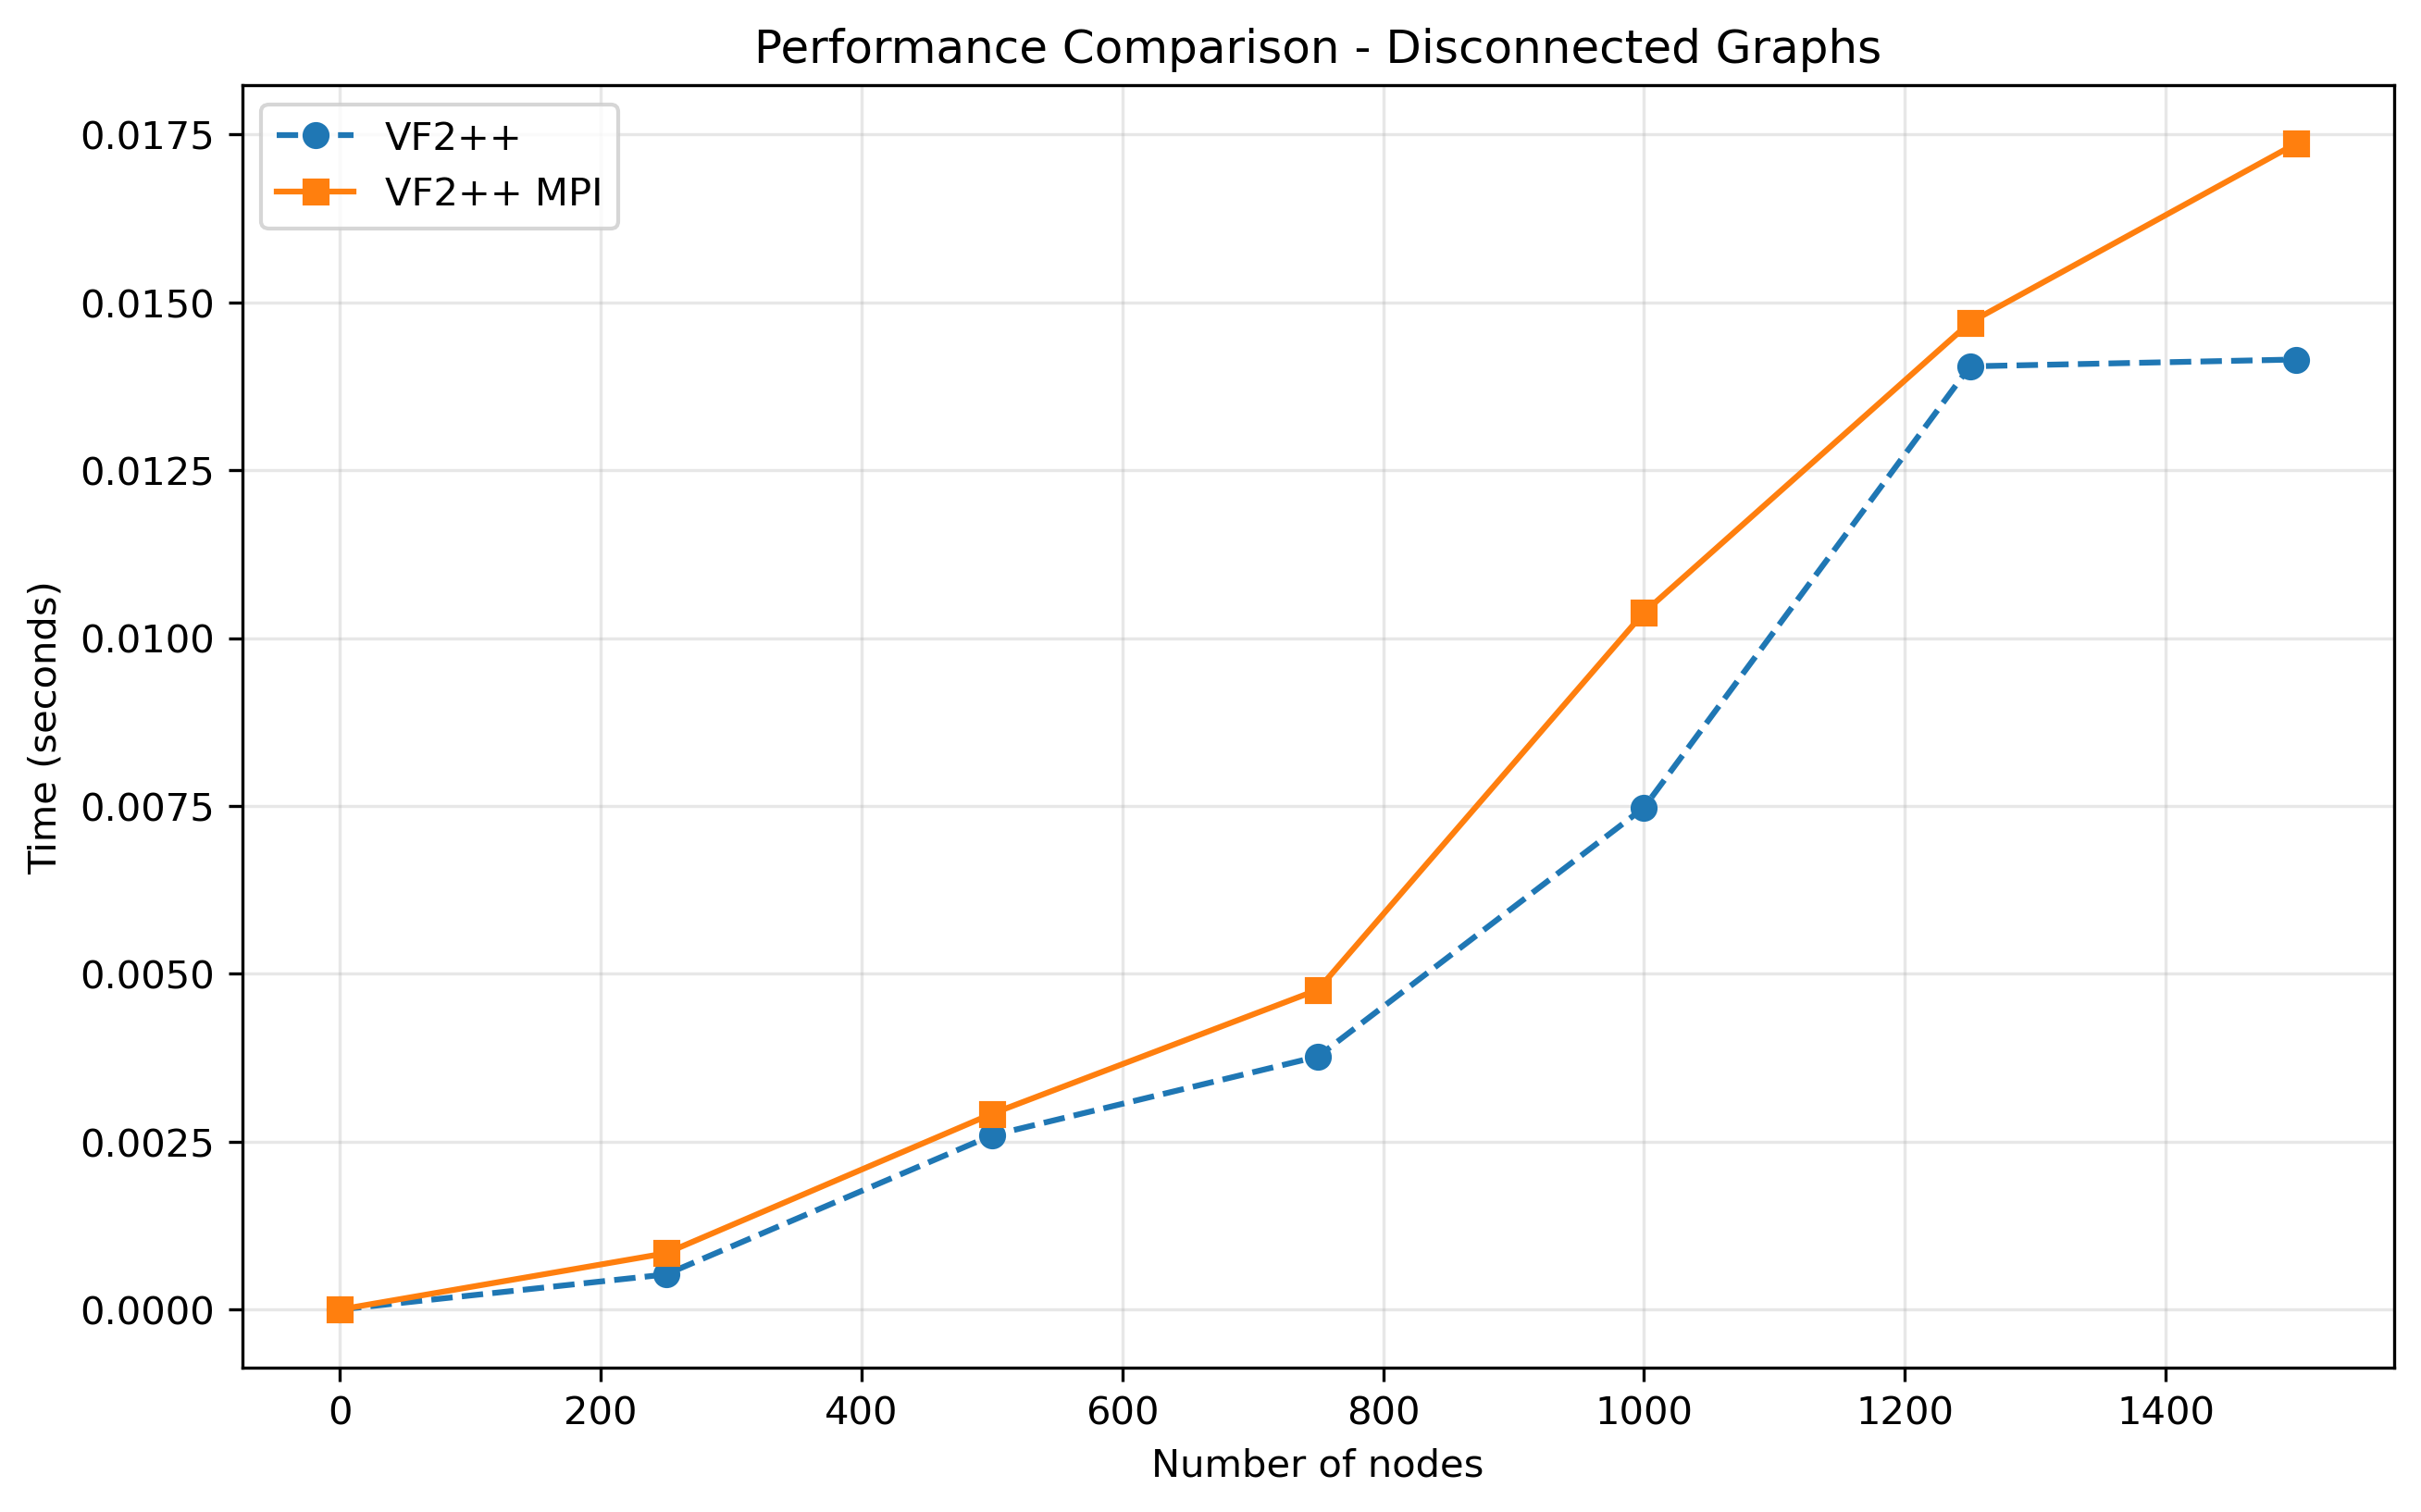 Performance Comparison - Disconnected Graphs
VF2++
VF2++ MPI
0.0175
0.0150
0.0125
0.0100
0.0075
0.0050
0.0025
0.0000
Time (seconds)
0 200 400 600 800 1000 1200 1400
Number of nodes